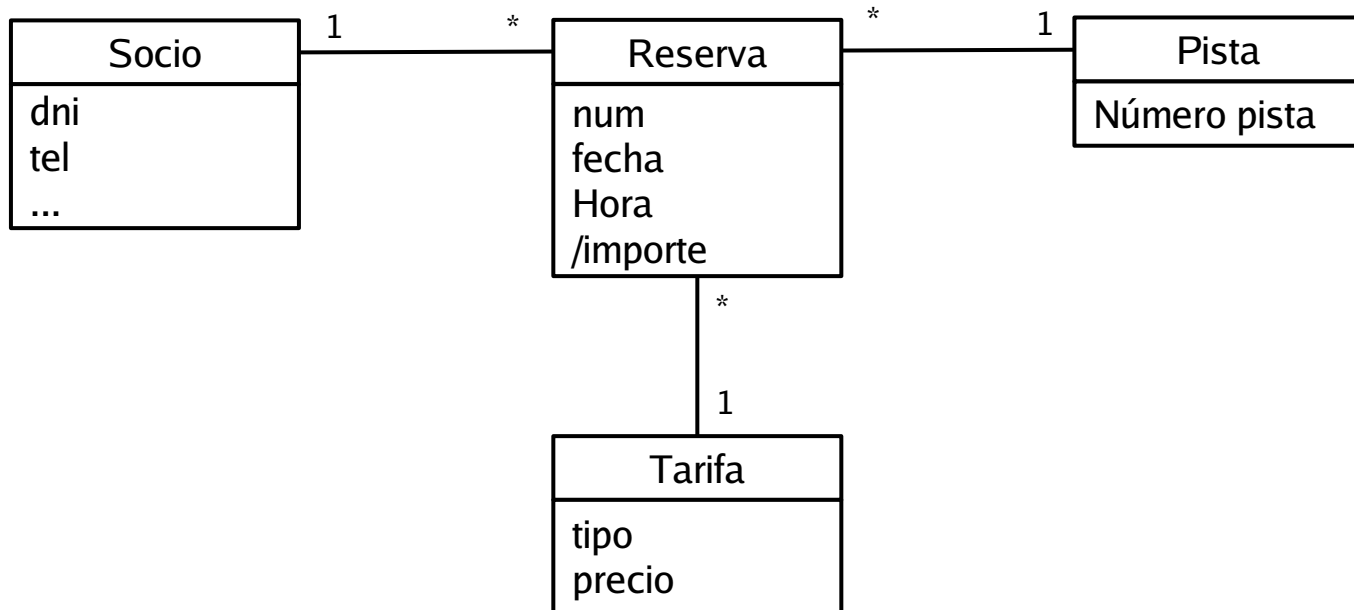 Socio
dni
tel
...
1
*
Reserva
num
fecha
Hora
/importe
*
1
Pista
Número pista
*
1
Tarifa
tipo
precio